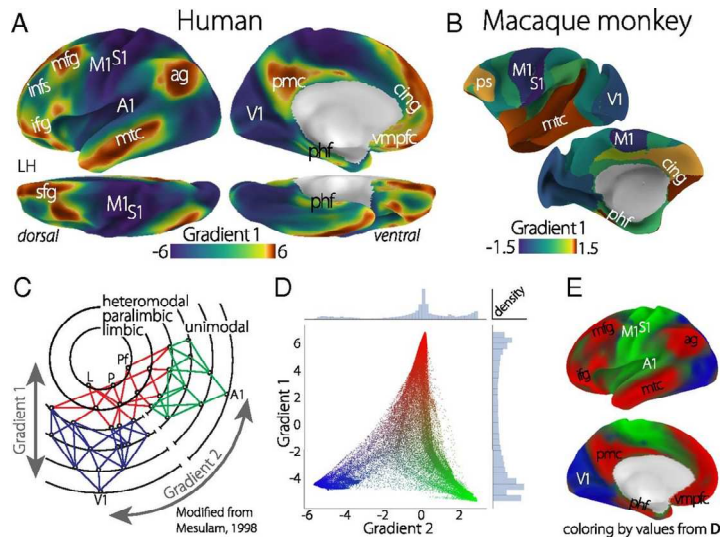 A Human
mfg
M1 S1
infs
ag
A1
ifg
mtc
LH
pmc
V1
cing
vmpfc
phf
sfg
M1 S1
phf
dorsal
-6 6
Gradient 1
ventral
B Macaque monkey
ps
M1
S1
V1
mtc
M1
cing
phf
Gradient 1
-1.5 1.5
C
heteromodal
paralimbic
limbic
unimodal
Pf
L P
A1
Gradient 1
Gradient 2
V1
Modified from
Mesulam, 1998
D
density
6
4
2
0
-2
-4
Gradient 1
-6 -4 -2 0 2
Gradient 2
E
mfg
M1 S1
ag
A1
ifg
mtc
pmc
V1
phf
vmpfc
coloring by values from D